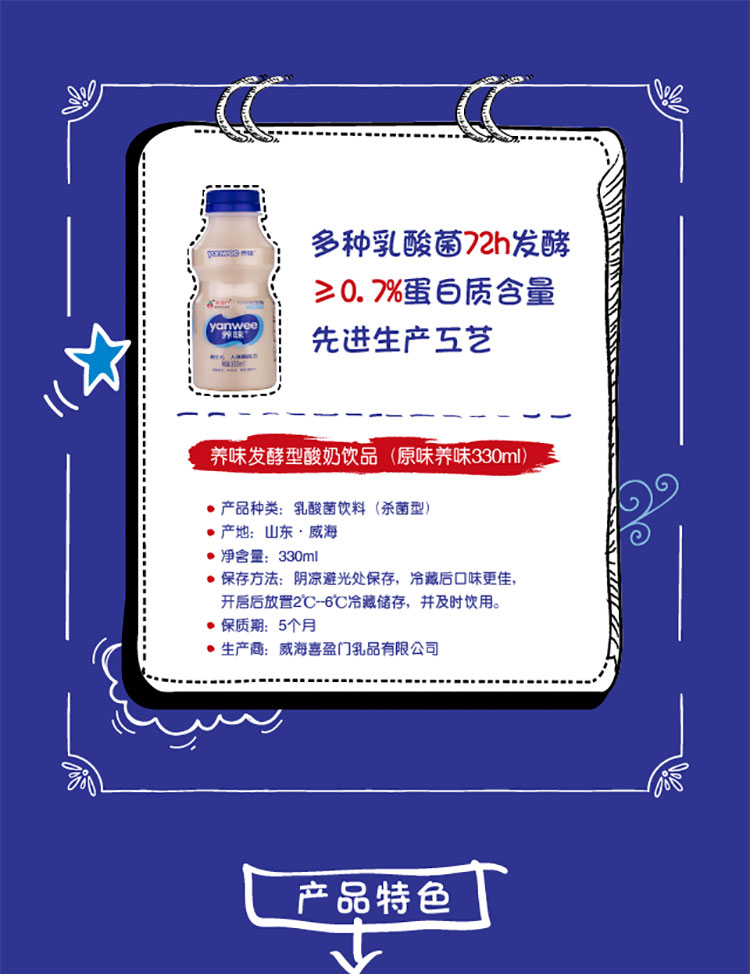 多种乳酸菌72h发酵
≥0.7%蛋白质含量
先进生产工艺
yanwee 养味
yanwee
养味
养味发酵型酸奶饮品（原味养味330ml）
产品种类：乳酸菌饮料（杀菌型）
产地：山东·威海
净含量：330ml
保存方法：阴凉避光处保存，冷藏后口味更佳，
开启后放置2℃--6℃冷藏储存，并及时饮用。
保质期：5个月
生产商：威海喜盈门乳品有限公司
产品特色